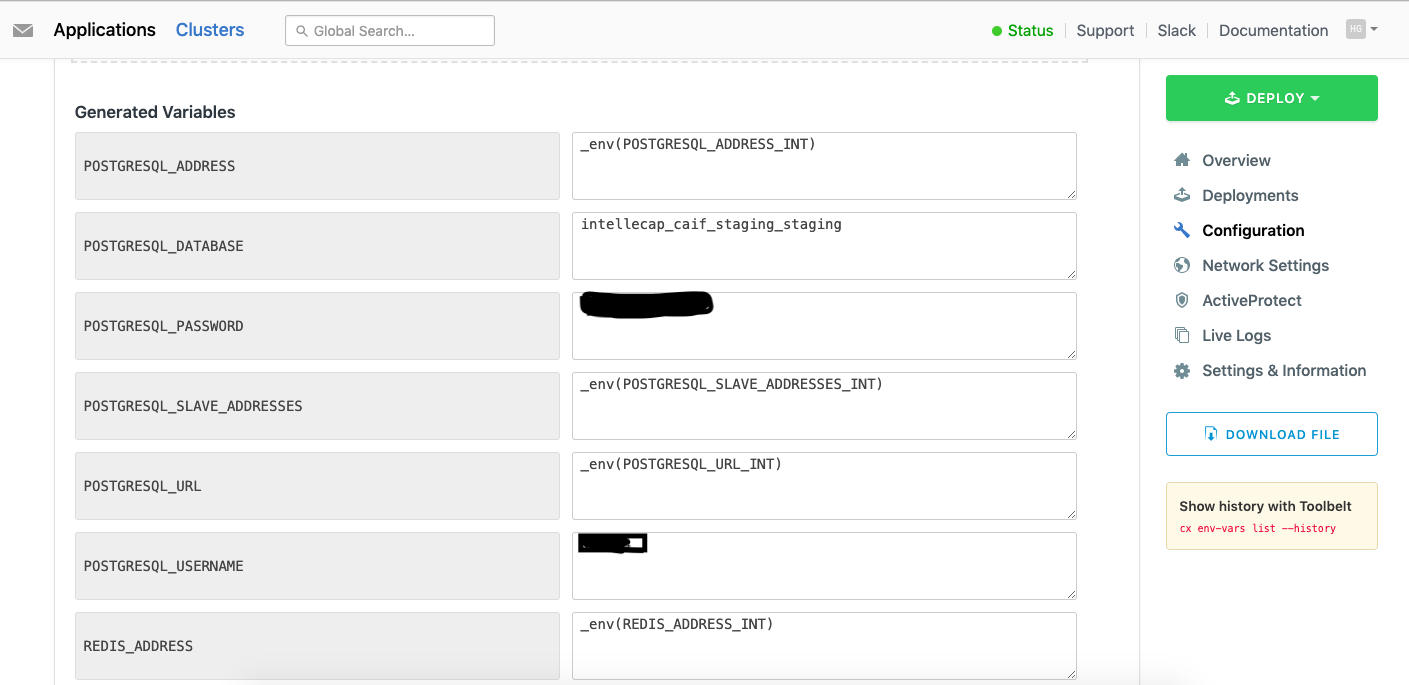 Applications Clusters Global Search... Status Support Slack Documentation HG
Generated Variables
POSTGRESQL_ADDRESS _env(POSTGRESQL_ADDRESS_INT)
POSTGRESQL_DATABASE intellecap_caif_staging_staging
POSTGRESQL_PASSWORD
POSTGRESQL_SLAVE_ADDRESSES _env(POSTGRESQL_SLAVE_ADDRESSES_INT)
POSTGRESQL_URL _env(POSTGRESQL_URL_INT)
POSTGRESQL_USERNAME
REDIS_ADDRESS _env(REDIS_ADDRESS_INT)
DEPLOY
Overview
Deployments
Configuration
Network Settings
ActiveProtect
Live Logs
Settings & Information
DOWNLOAD FILE
Show history with Toolbelt
cx env-vars list --history